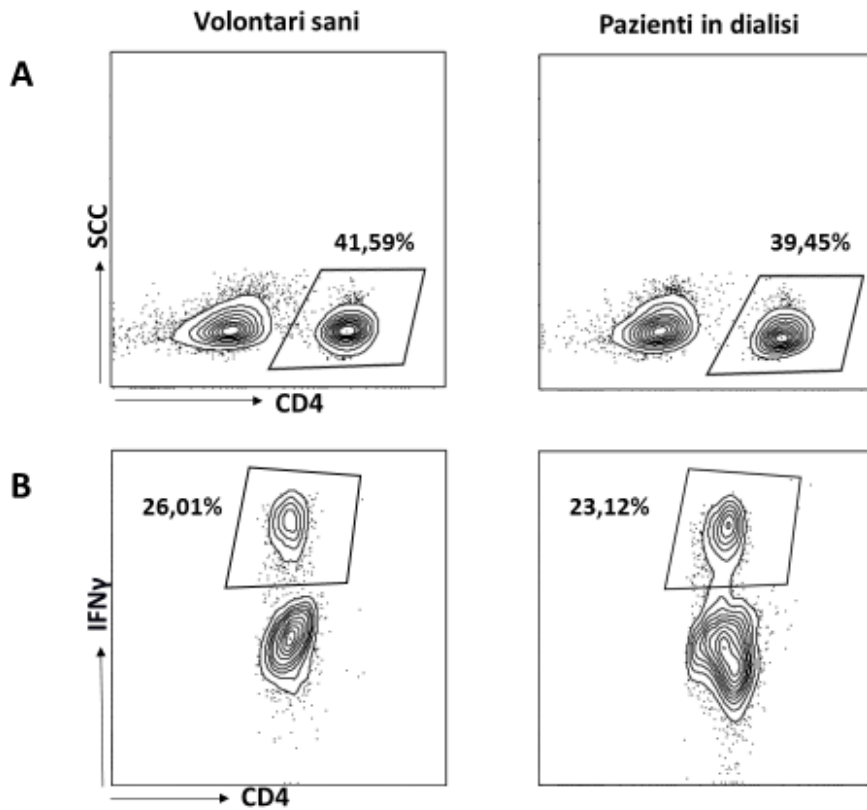 Volontari sani
Pazienti in dialisi
A
SCC
41,59%
39,45%
CD4
B
26,01%
23,12%
IFNγ
CD4